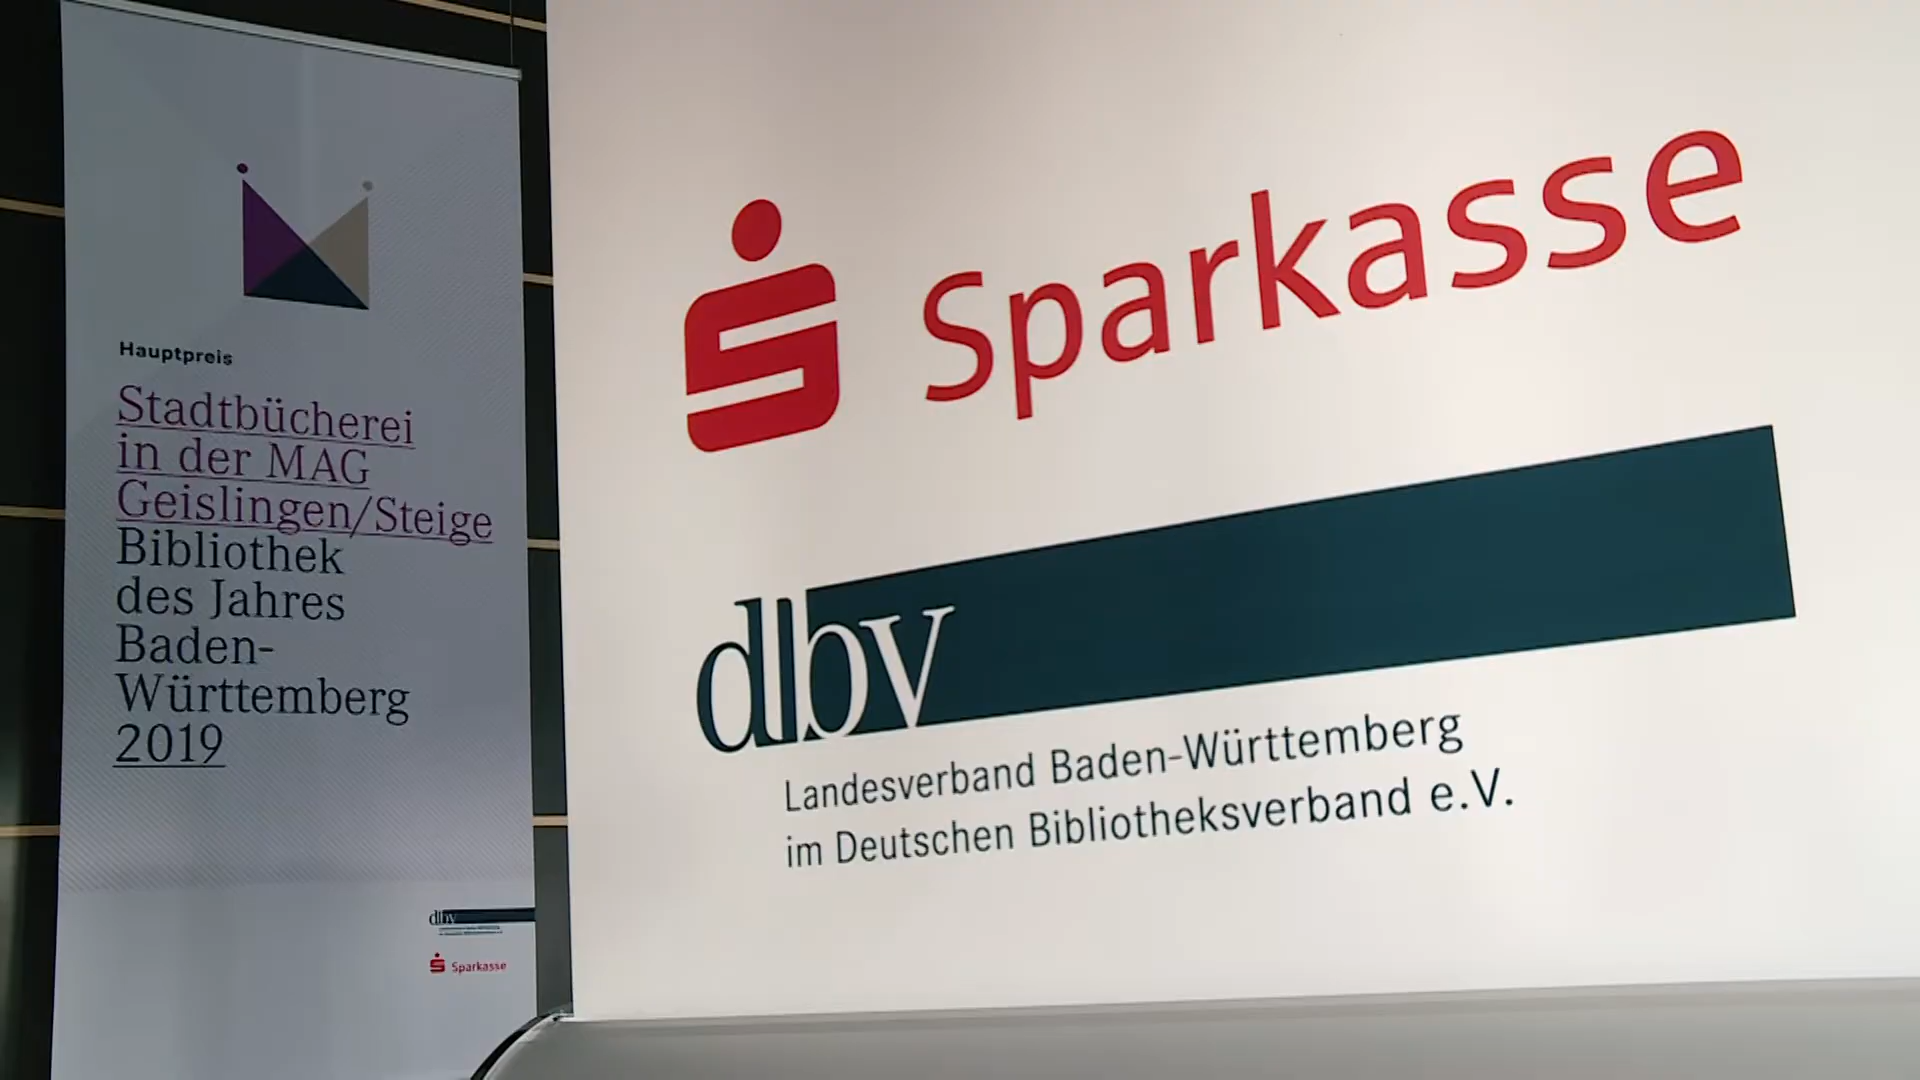 Hauptpreis
Stadtbücherei
in der MAG
Geislingen/Steige
Bibliothek
des Jahres
Baden-
Württemberg
2019
dbv
Sparkasse
Sparkasse
dbv
Landesverband Baden-Württemberg
im Deutschen Bibliotheksverband e.V.